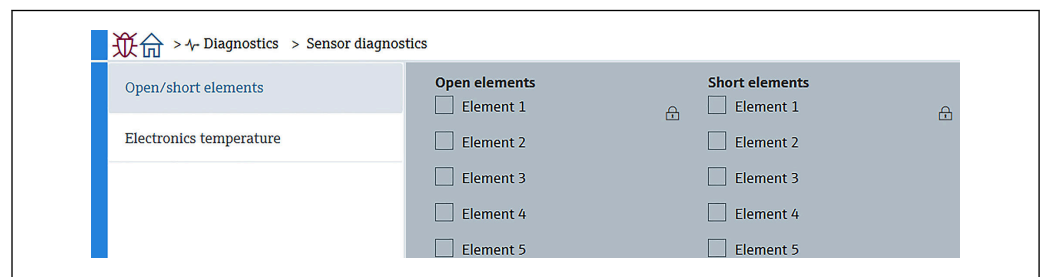 > Diagnostics > Sensor diagnostics
Open/short elements
Electronics temperature
Open elements
Element 1
Element 2
Element 3
Element 4
Element 5
Short elements
Element 1
Element 2
Element 3
Element 4
Element 5